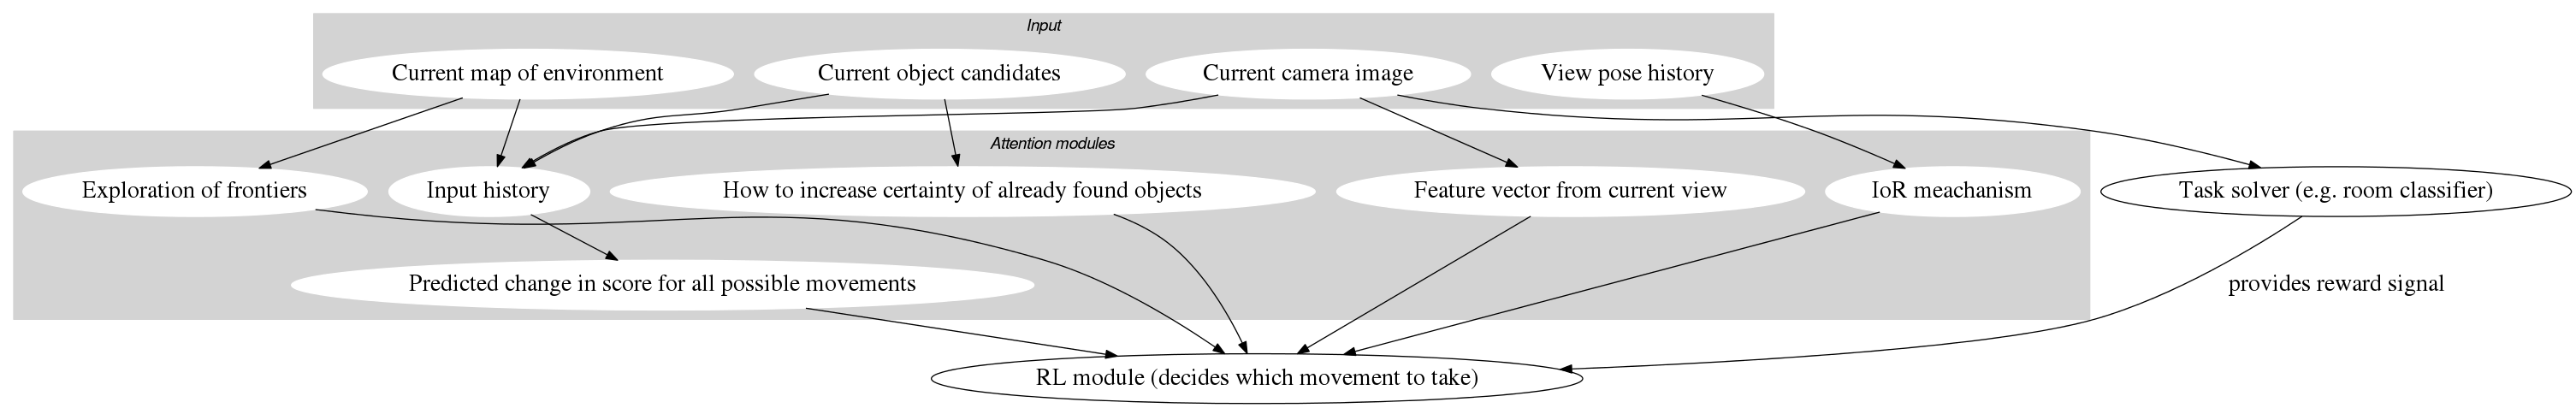 Input
Current map of environment
Current object candidates
Current camera image
View pose history
Attention modules
Exploration of frontiers
Input history
How to increase certainty of already found objects
Feature vector from current view
IoR meachanism
Task solver (e.g. room classifier)
Predicted change in score for all possible movements
provides reward signal
RL module (decides which movement to take)